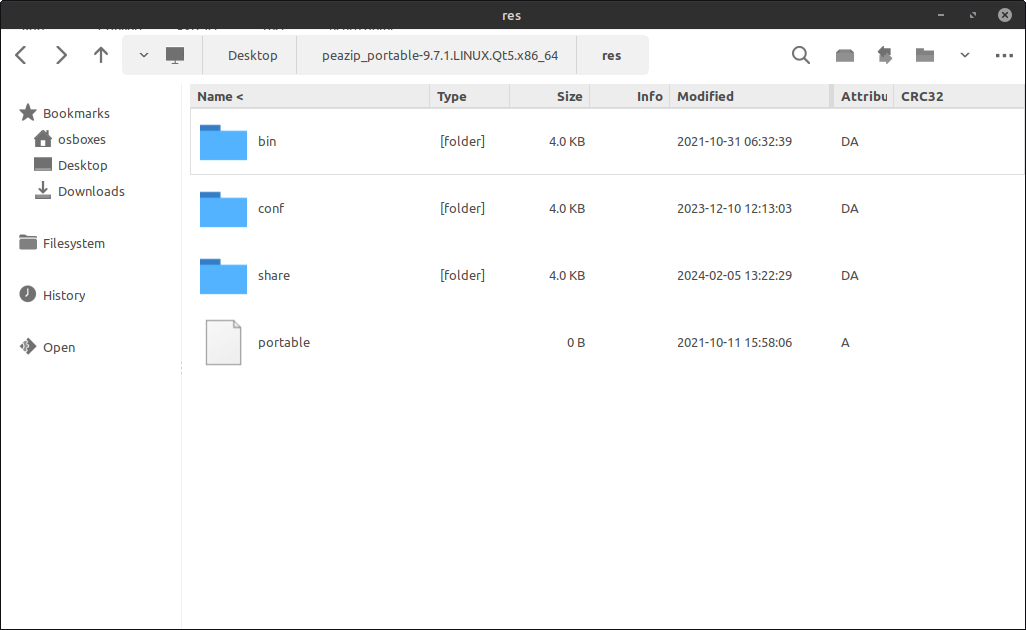 res
Desktop
peazip_portable-9.7.1.LINUX.Qt5.x86_64
res
Bookmarks
osboxes
Desktop
Downloads
Filesystem
History
Open
Name < Type Size Info Modified Attribu CRC32
bin [folder] 4.0 KB 2021-10-31 06:32:39 DA
conf [folder] 4.0 KB 2023-12-10 12:13:03 DA
share [folder] 4.0 KB 2024-02-05 13:22:29 DA
portable 0 B 2021-10-11 15:58:06 A